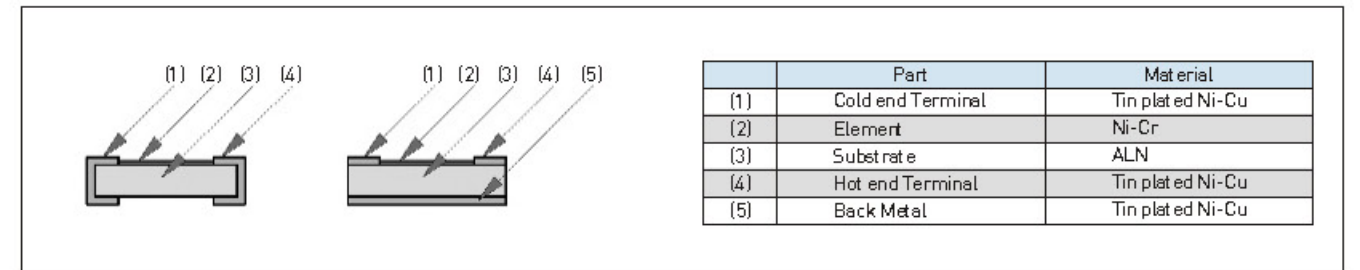 (1) (2) (3) (4)
(1) (2) (3) (4) (5)
Part Material
(1) Cold end Terminal Tin plated Ni-Cu
(2) Element Ni-Cr
(3) Substrate ALN
(4) Hot end Terminal Tin plated Ni-Cu
(5) Back Metal Tin plated Ni-Cu